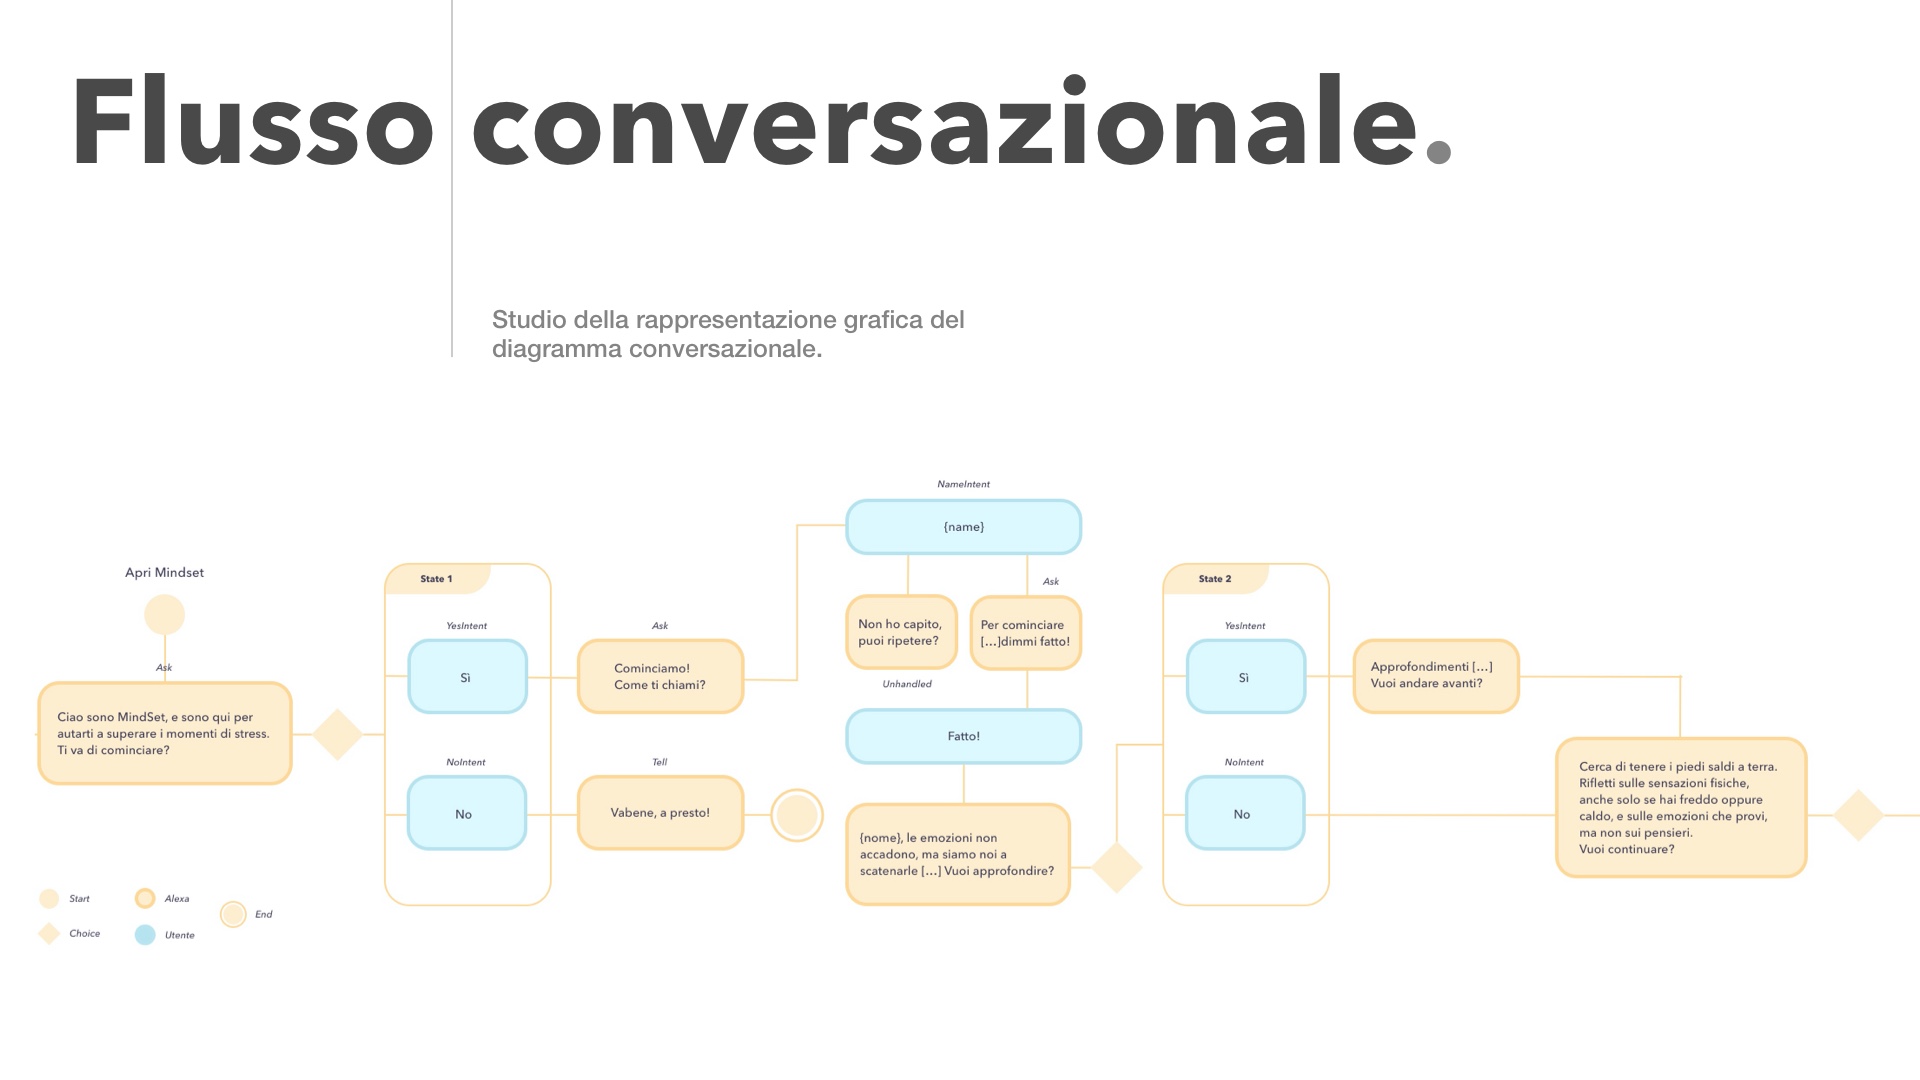 Flusso conversazionale.
Studio della rappresentazione grafica del
diagramma conversazionale.
Apri Mindset
Ask
Ciao sono MindSet, e sono qui per
autarti a superare i momenti di stress.
Ti va di cominciare?
State 1
YesIntent
Sì
NoIntent
No
Ask
Cominciamo!
Come ti chiami?
Tell
Vabene, a presto!
NameIntent
{name}
Non ho capito,
puoi ripetere?
Unhandled
Ask
Per cominciare
[...]dimmi fatto!
Fatto!
{nome}, le emozioni non
accadono, ma siamo noi a
scatenarle [...] Vuoi approfondire?
State 2
YesIntent
Sì
NoIntent
No
Approfondimenti [...]
Vuoi andare avanti?
Cerca di tenere i piedi saldi a terra.
Rifletti sulle sensazioni fisiche,
anche solo se hai freddo oppure
caldo, e sulle emozioni che provi,
ma non sui pensieri.
Vuoi continuare?
Start
Choice
Alexa
Utente
End